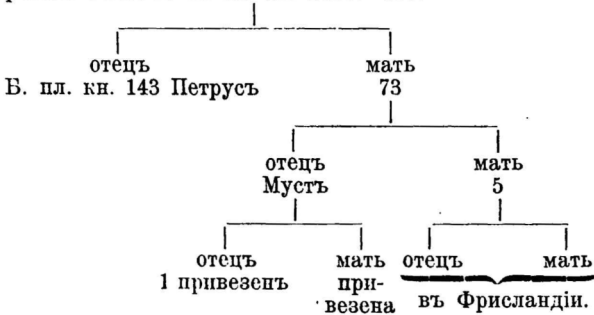 отецъ мать
Б. пл. кн. 143 Петрусъ 73
отецъ мать
Мустъ 5
отецъ мать отецъ мать
1 привезенъ при-
везена въ Фрисландіи.